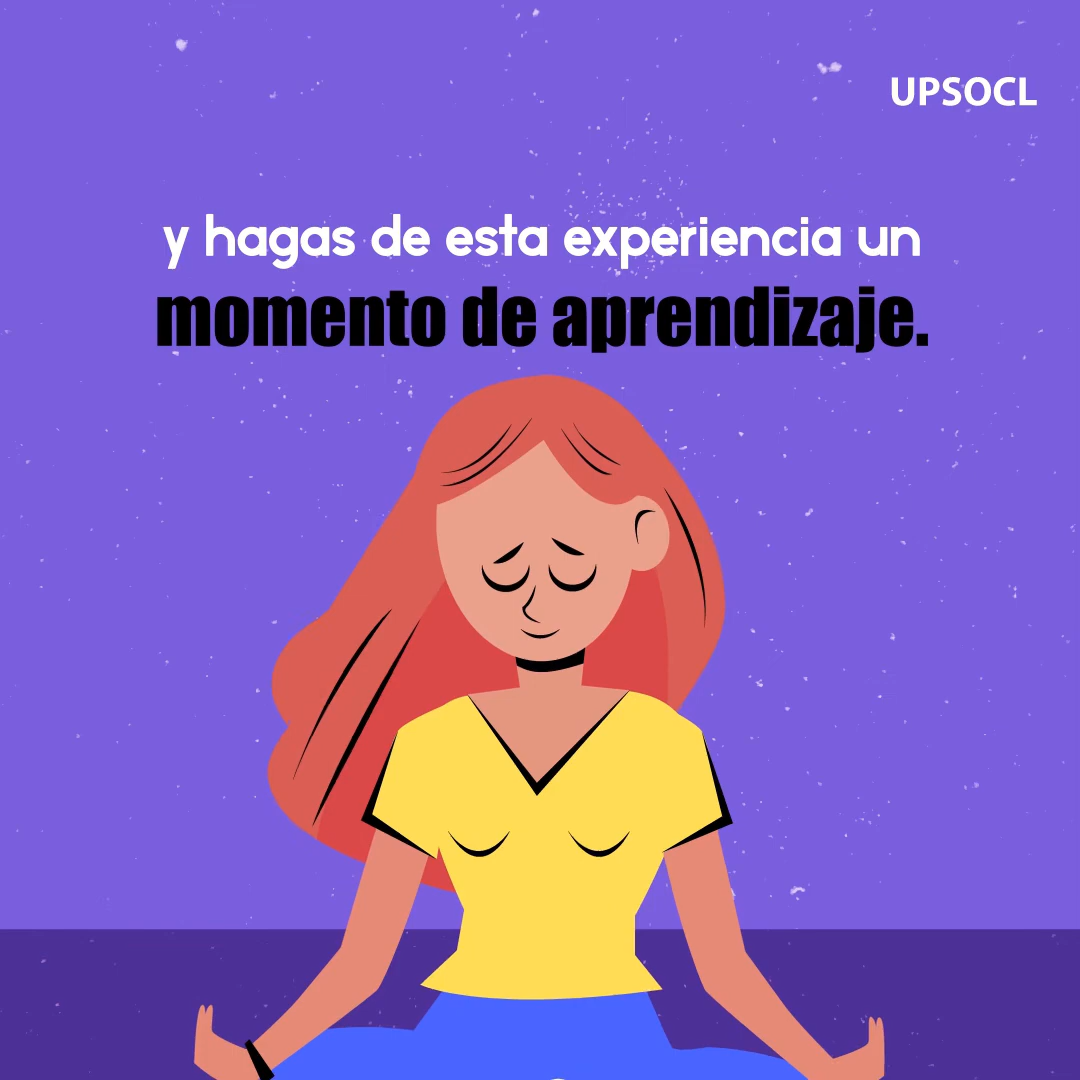 UPSOCL
y hagas de esta experiencia un
momento de aprendizaje.